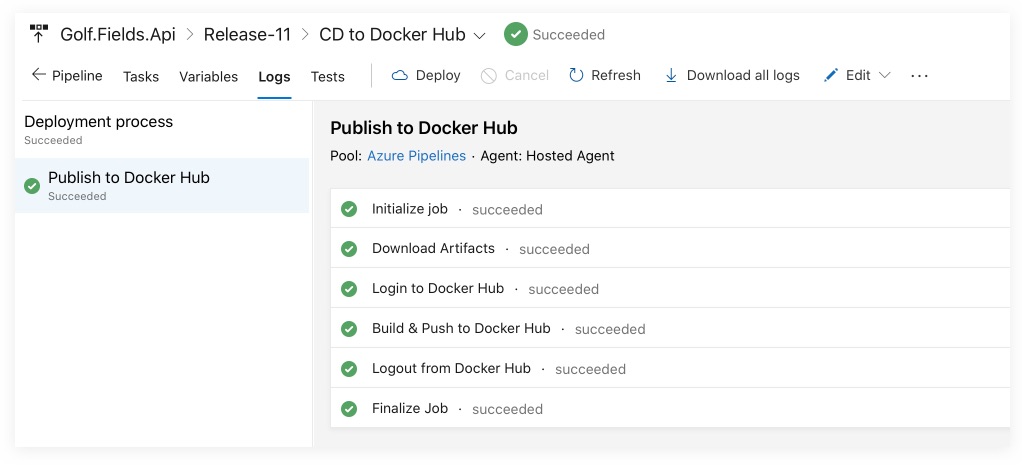 Golf.Fields.Api > Release-11 > CD to Docker Hub Succeeded
Pipeline Tasks Variables Logs Tests Deploy Cancel Refresh Download all logs Edit ...
Deployment process
Succeeded
Publish to Docker Hub
Succeeded
Publish to Docker Hub
Pool: Azure Pipelines · Agent: Hosted Agent
Initialize job · succeeded
Download Artifacts · succeeded
Login to Docker Hub · succeeded
Build & Push to Docker Hub · succeeded
Logout from Docker Hub · succeeded
Finalize Job · succeeded